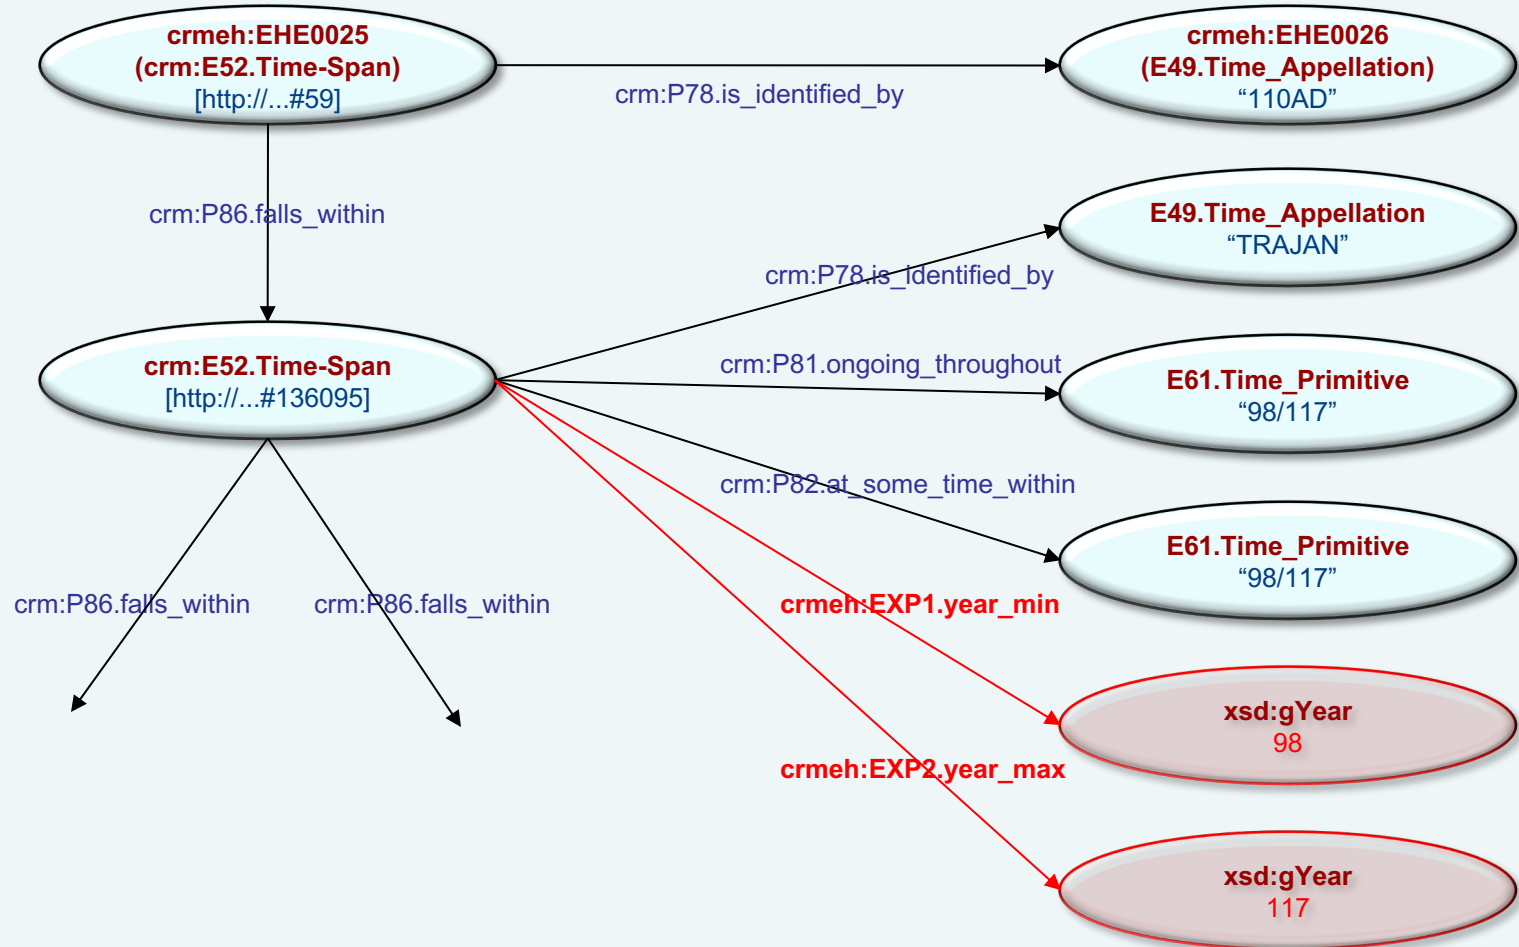 crmeh:EHE0025
(crm:E52.Time-Span)
[http://...#59]
crm:P78.is_identified_by
crmeh:EHE0026
(E49.Time_Appellation)
“110AD”
crm:P86.falls_within
E49.Time_Appellation
“TRAJAN”
crm:P78.is_identified_by
crm:E52.Time-Span
[http://...#136095]
crm:P81.ongoing_throughout
E61.Time_Primitive
“98/117”
crm:P82.at_some_time_within
E61.Time_Primitive
“98/117”
crm:P86.falls_within
crm:P86.falls_within
crmeh:EXP1.year_min
xsd:gYear
98
crmeh:EXP2.year_max
xsd:gYear
117